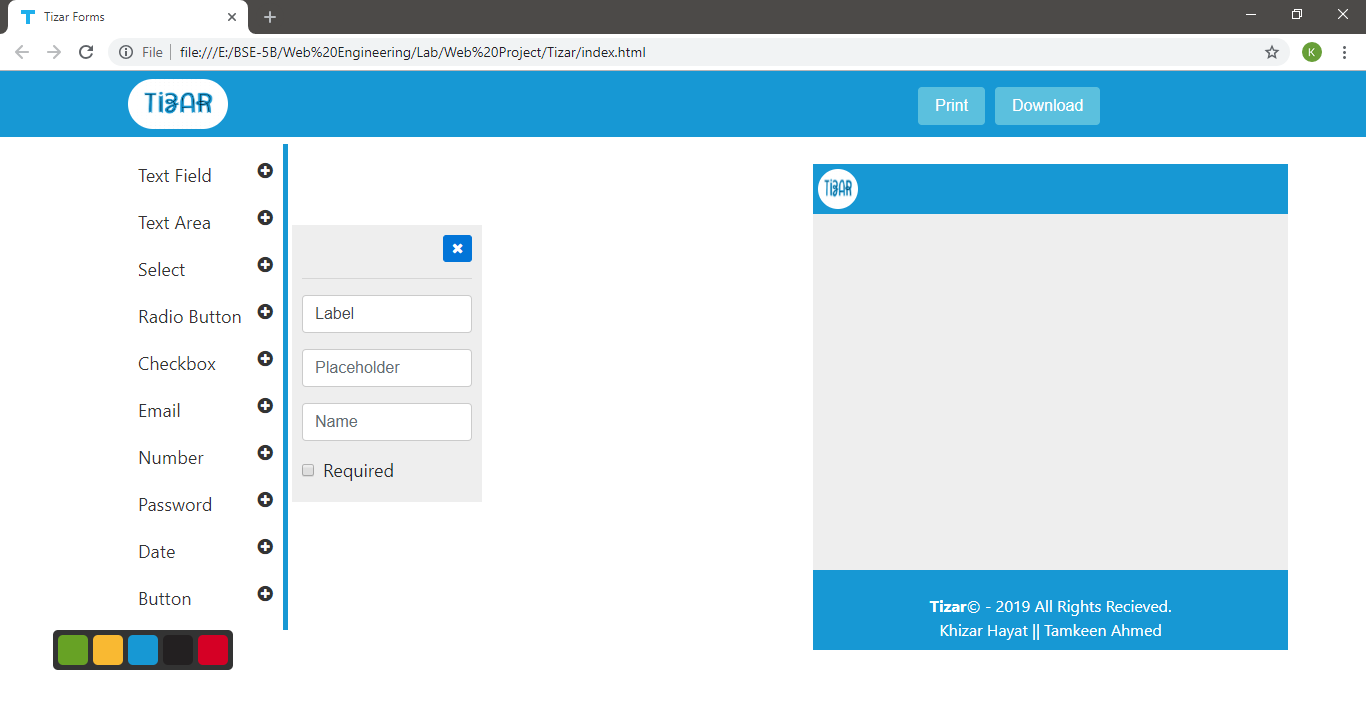 Tizar Forms
File
file:///E:/BSE-5B/Web%20Engineering/Lab/Web%20Project/Tizar/index.html
K
TIZAR
Print
Download
Text Field
Text Area
Select
Radio Button
Checkbox
Email
Number
Password
Date
Button
Label
Placeholder
Name
Required
TIZAR
Tizar© - 2019 All Rights Recieved.
Khizar Hayat || Tamkeen Ahmed